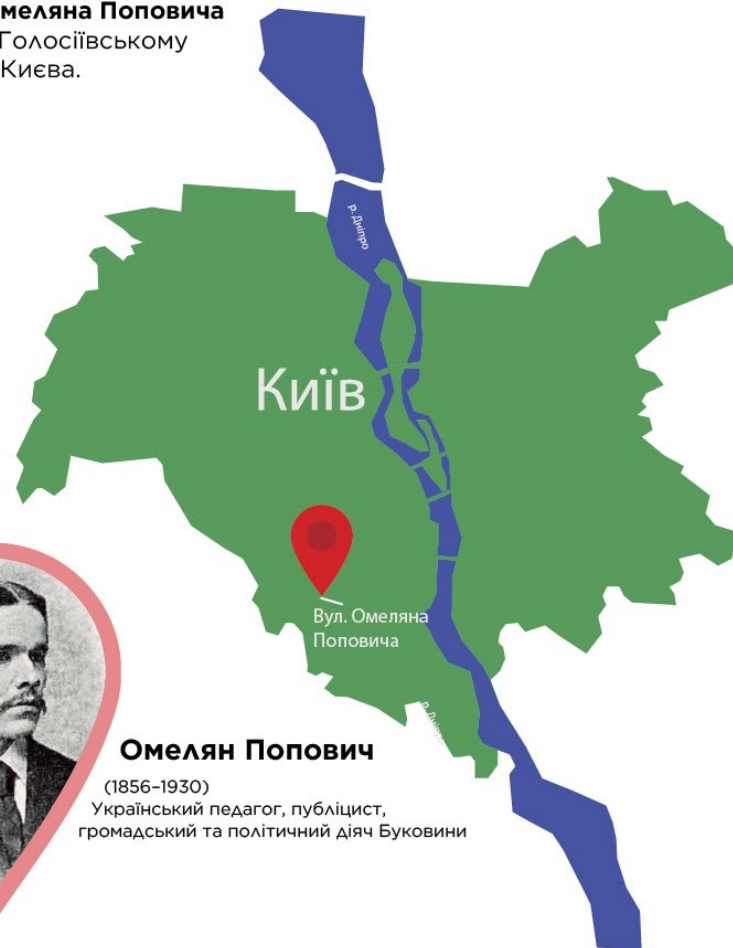 меляна Поповича
Голосіївському
Києва.
р. Дніпро
Київ
Вул. Омеляна
Поповича
р. Дніпро
Омелян Попович
(1856–1930)
Український педагог, публіцист,
громадський та політичний діяч Буковини